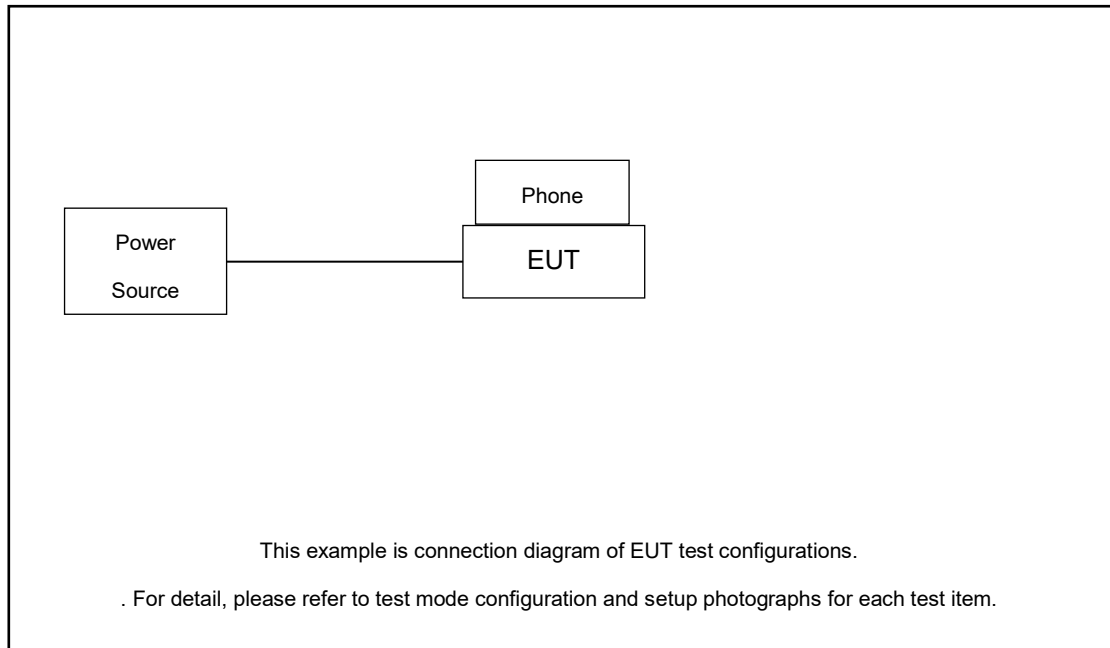 Phone
Power
Source
EUT
This example is connection diagram of EUT test configurations.
. For detail, please refer to test mode configuration and setup photographs for each test item.